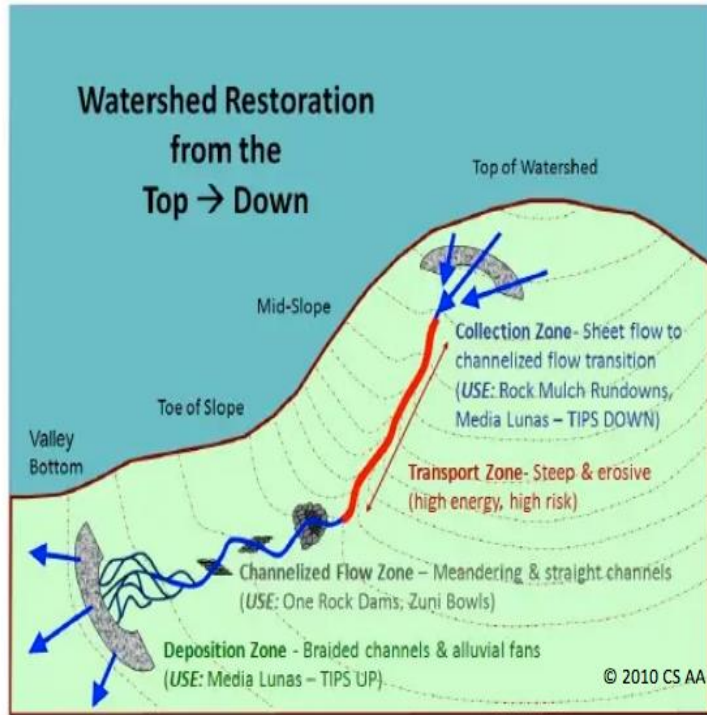 Watershed Restoration
from the
Top → Down
Top of Watershed
Mid-Slope
Collection Zone- Sheet flow to
channelized flow transition
(USE: Rock Mulch Rundowns,
Media Lunas – TIPS DOWN)
Toe of Slope
Valley
Bottom
Transport Zone- Steep & erosive
(high energy, high risk)
Channelized Flow Zone – Meandering & straight channels
(USE: One Rock Dams, Zuni Bowls)
Deposition Zone - Braided channels & alluvial fans
(USE: Media Lunas – TIPS UP)
© 2010 CS AA